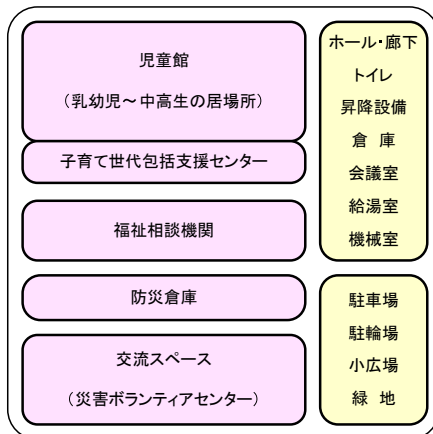 児童館
（乳幼児～中高生の居場所）
子育て世代包括支援センター
福祉相談機関
防災倉庫
交流スペース
（災害ボランティアセンター）
ホール・廊下
トイレ
昇降設備
倉 庫
会議室
給湯室
機械室
駐車場
駐輪場
小広場
緑 地